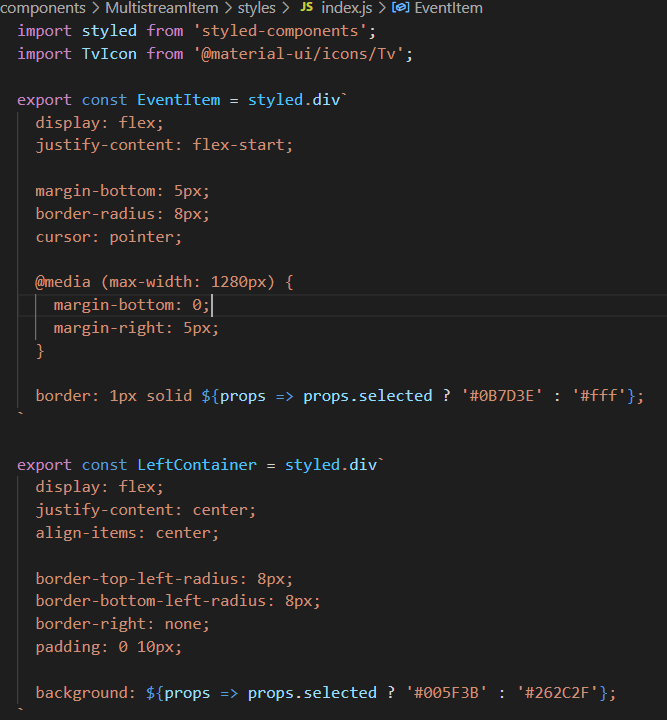 components > MultistreamItem > styles > JS index.js > EventItem
import styled from 'styled-components';
import TvIcon from '@material-ui/icons/Tv';
export const EventItem = styled.div`
display: flex;
justify-content: flex-start;
margin-bottom: 5px;
border-radius: 8px;
cursor: pointer;
@media (max-width: 1280px) {
margin-bottom: 0;
margin-right: 5px;
}
border: 1px solid ${props => props.selected ? '#0B7D3E' : '#fff'};
`
export const LeftContainer = styled.div`
display: flex;
justify-content: center;
align-items: center;
border-top-left-radius: 8px;
border-bottom-left-radius: 8px;
border-right: none;
padding: 0 10px;
background: ${props => props.selected ? '#005F3B' : '#262C2F'};
`